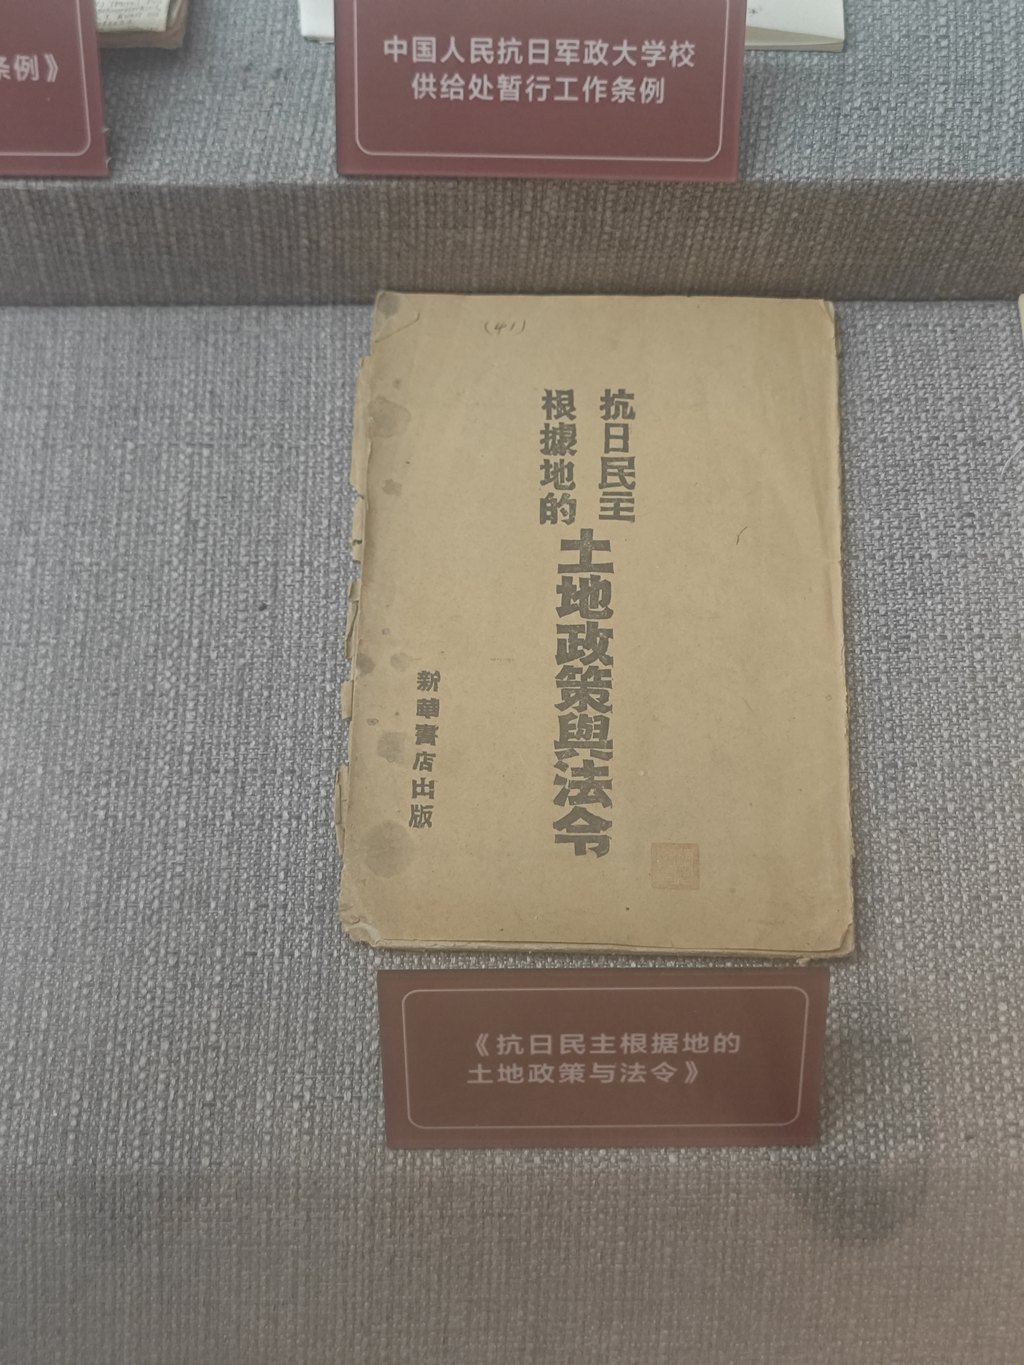 条例》
中国人民抗日军政大学校
供给处暂行工作条例
(41)
抗日民主
根據地的
土地政策與法令
新華書店出版
《抗日民主根据地的
土地政策与法令》